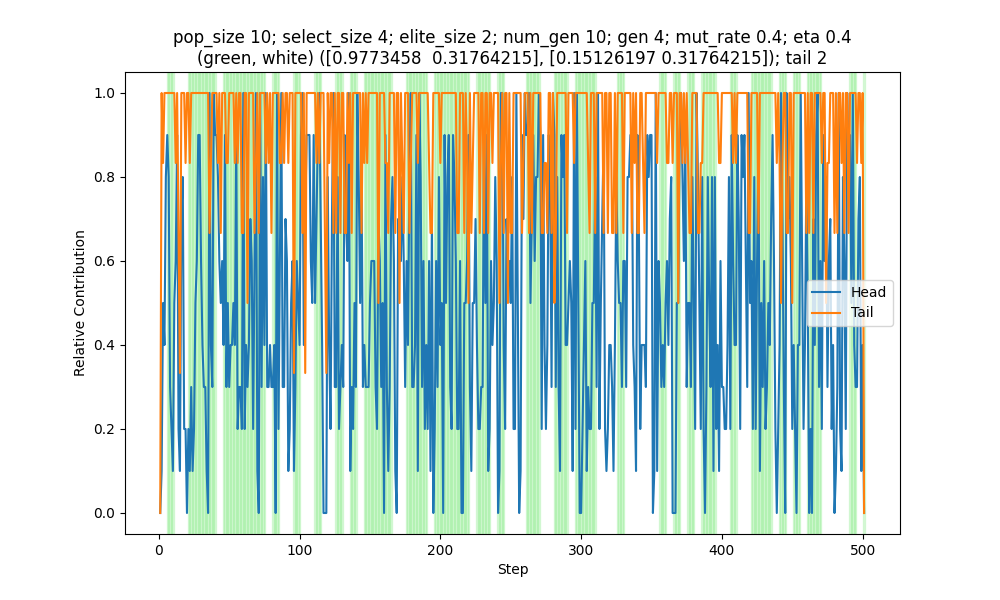 pop_size 10; select_size 4; elite_size 2; num_gen 10; gen 4; mut_rate 0.4; eta 0.4
(green, white) ([0.9773458  0.31764215], [0.15126197 0.31764215]); tail 2
1.0
0.8
0.6
0.4
0.2
0.0
Relative Contribution
Head
Tail
0
100
200
300
400
500
Step